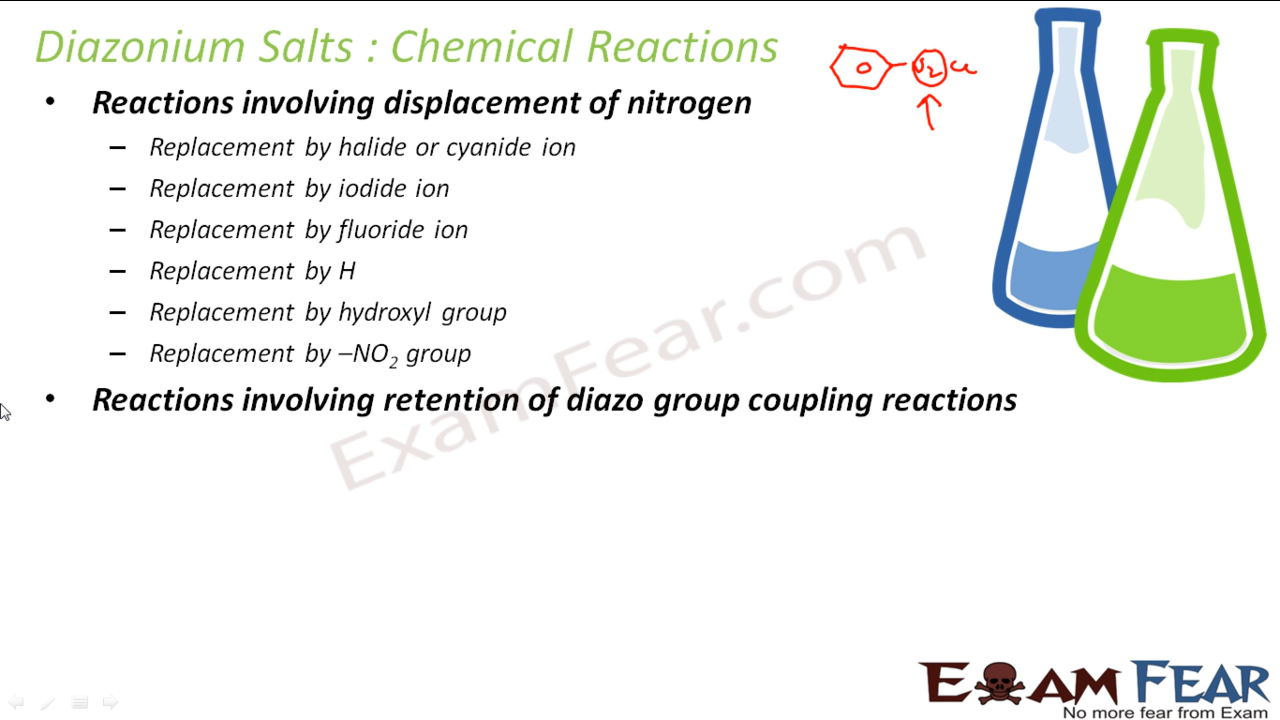 Diazonium Salts : Chemical Reactions
N2Cl
• Reactions involving displacement of nitrogen
– Replacement by halide or cyanide ion
– Replacement by iodide ion
– Replacement by fluoride ion
– Replacement by H
– Replacement by hydroxyl group
– Replacement by –NO₂ group
• Reactions involving retention of diazo group coupling reactions
ExamFear.com
EXAM FEAR
No more fear from Exam